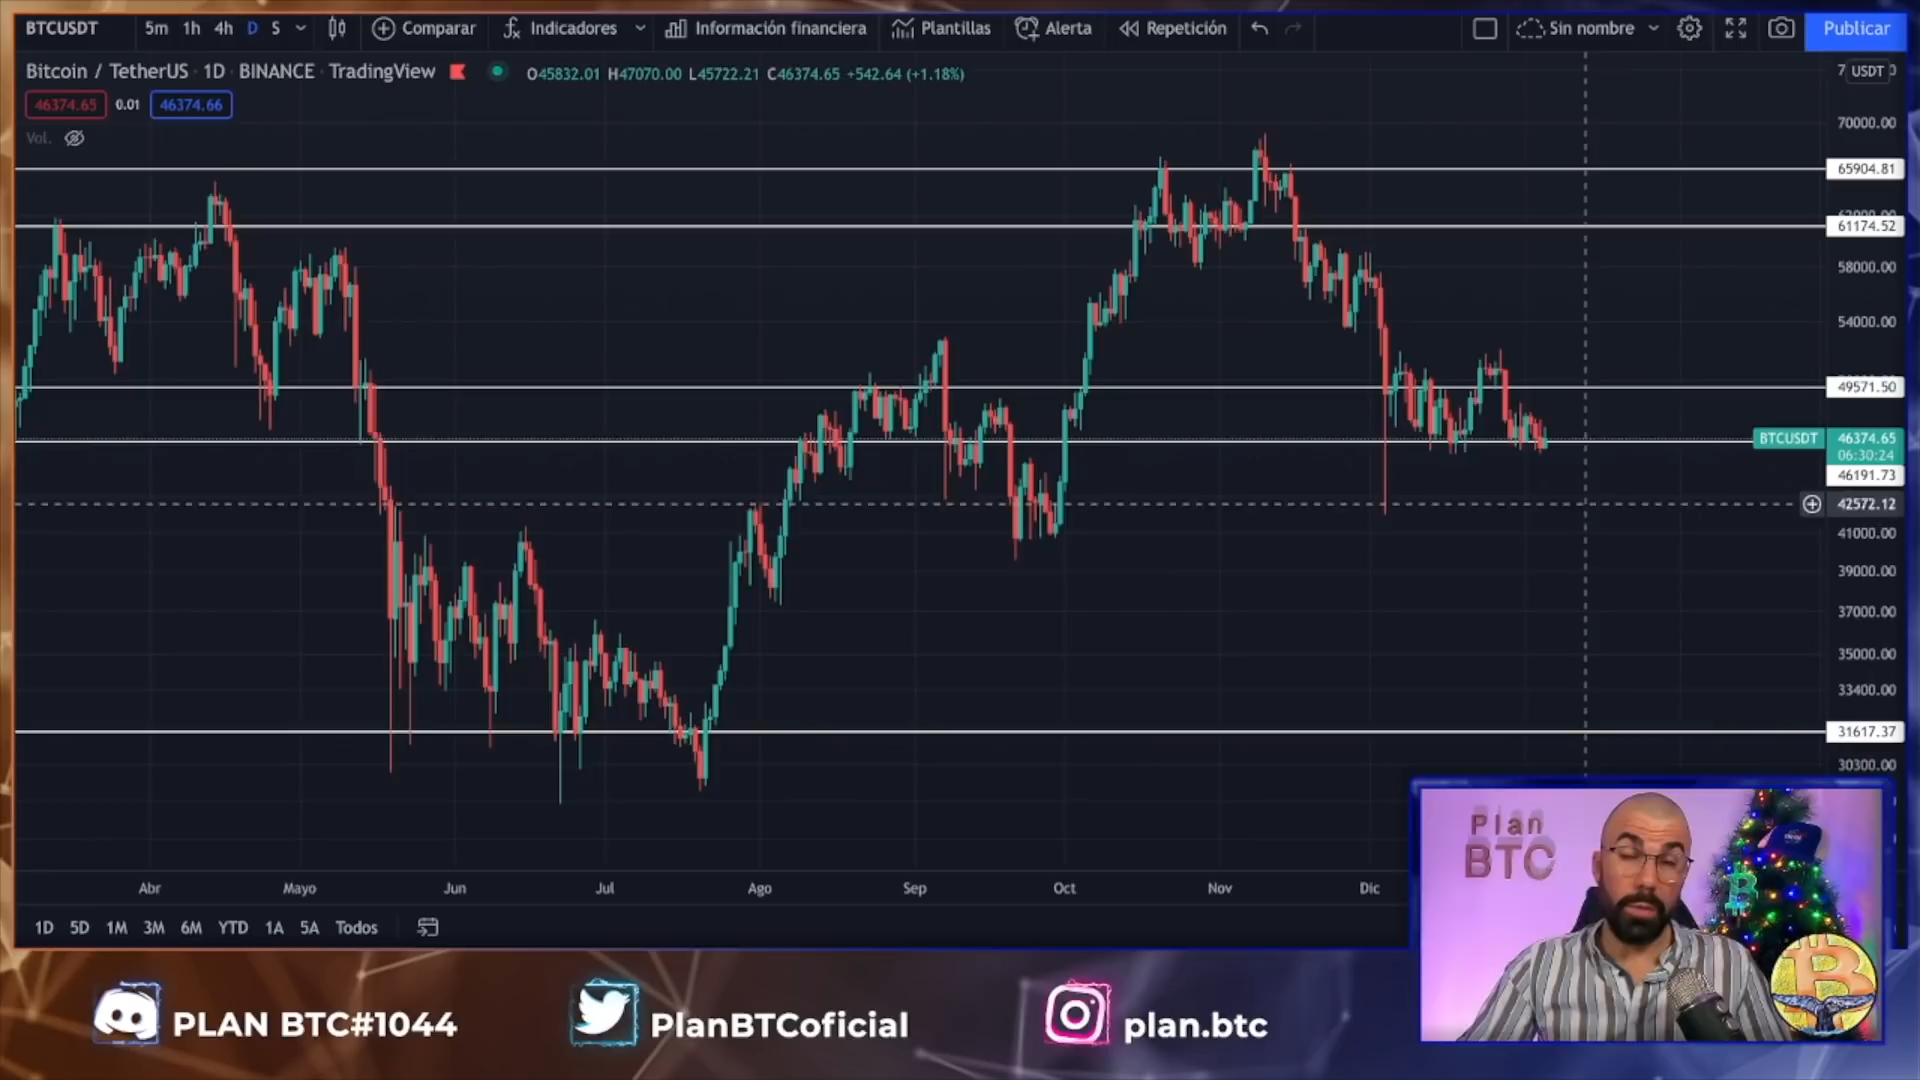 BTCUSDT 5m 1h 4h D S Comparar Indicadores Información financiera Plantillas Alerta Repetición Sin nombre Publicar
Bitcoin / TetherUS · 1D · BINANCE · TradingView O45832.01 H47070.00 L45722.21 C46374.65 +542.64 (+1.18%)
46374.65 0.01 46374.66
Vol.
USDT
70000.00
65904.81
61174.52
58000.00
54000.00
49571.50
BTCUSDT 46374.65
06:30:24
46191.73
42572.12
41000.00
39000.00
37000.00
35000.00
33400.00
31617.37
30300.00
Abr Mayo Jun Jul Ago Sep Oct Nov Dic
1D 5D 1M 3M 6M YTD 1A 5A Todos
Plan
BTC
PLAN BTC#1044 PlanBTCoficial plan.btc